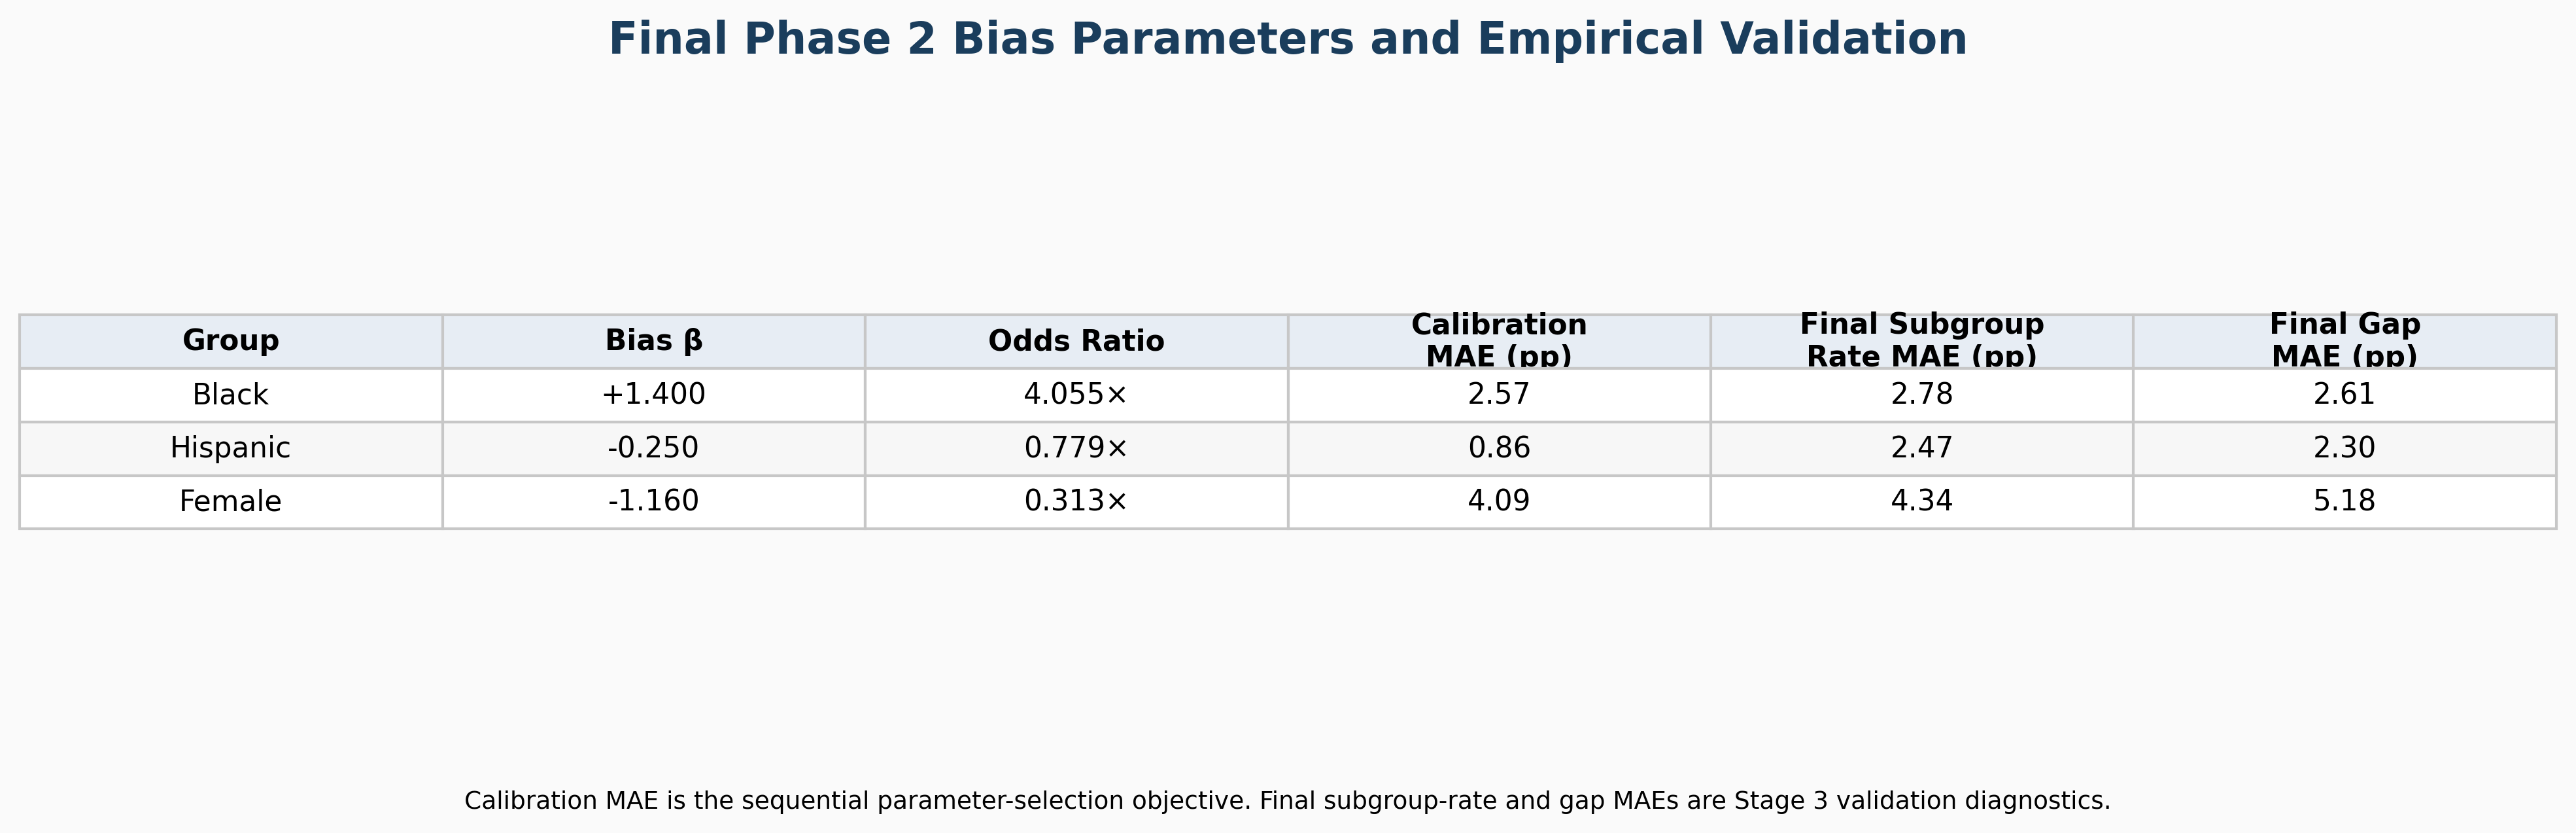 Final Phase 2 Bias Parameters and Empirical Validation
Group Bias β Odds Ratio Calibration MAE (pp) Final Subgroup Rate MAE (pp) Final Gap MAE (pp)
Black +1.400 4.055× 2.57 2.78 2.61
Hispanic -0.250 0.779× 0.86 2.47 2.30
Female -1.160 0.313× 4.09 4.34 5.18
Calibration MAE is the sequential parameter-selection objective. Final subgroup-rate and gap MAEs are Stage 3 validation diagnostics.